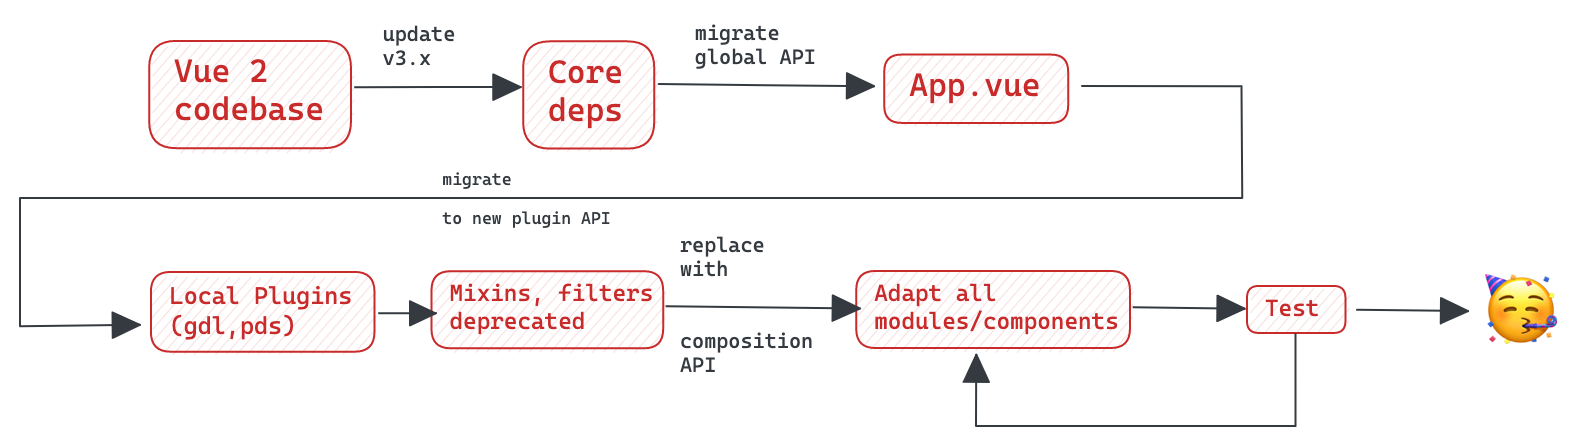 Vue 2
codebase
update
v3.x
Core
deps
migrate
global API
App.vue
migrate
to new plugin API
Local Plugins
(gdl,pds)
Mixins, filters
deprecated
replace
with
composition
API
Adapt all
modules/components
Test